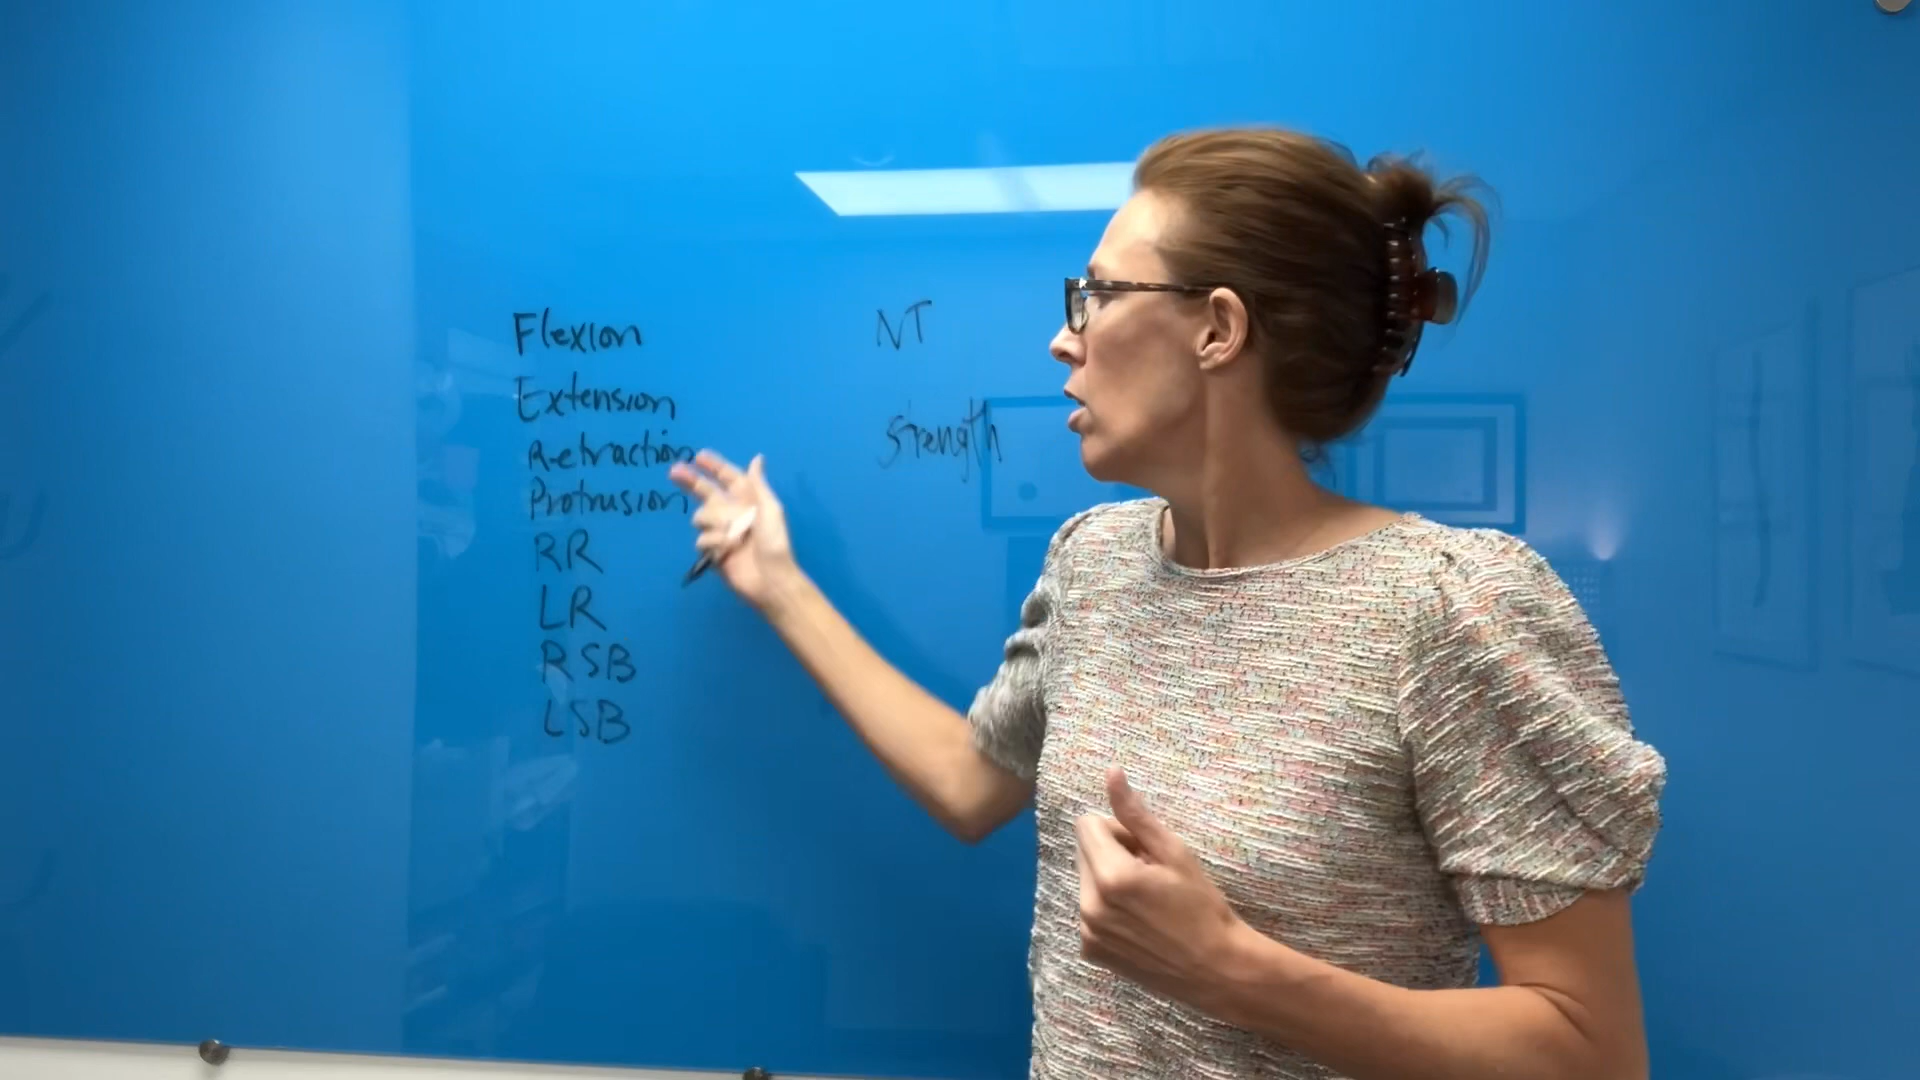 Flexion
Extension
Retraction
Protrusion
RR
LR
RSB
LSB
NT
Strength